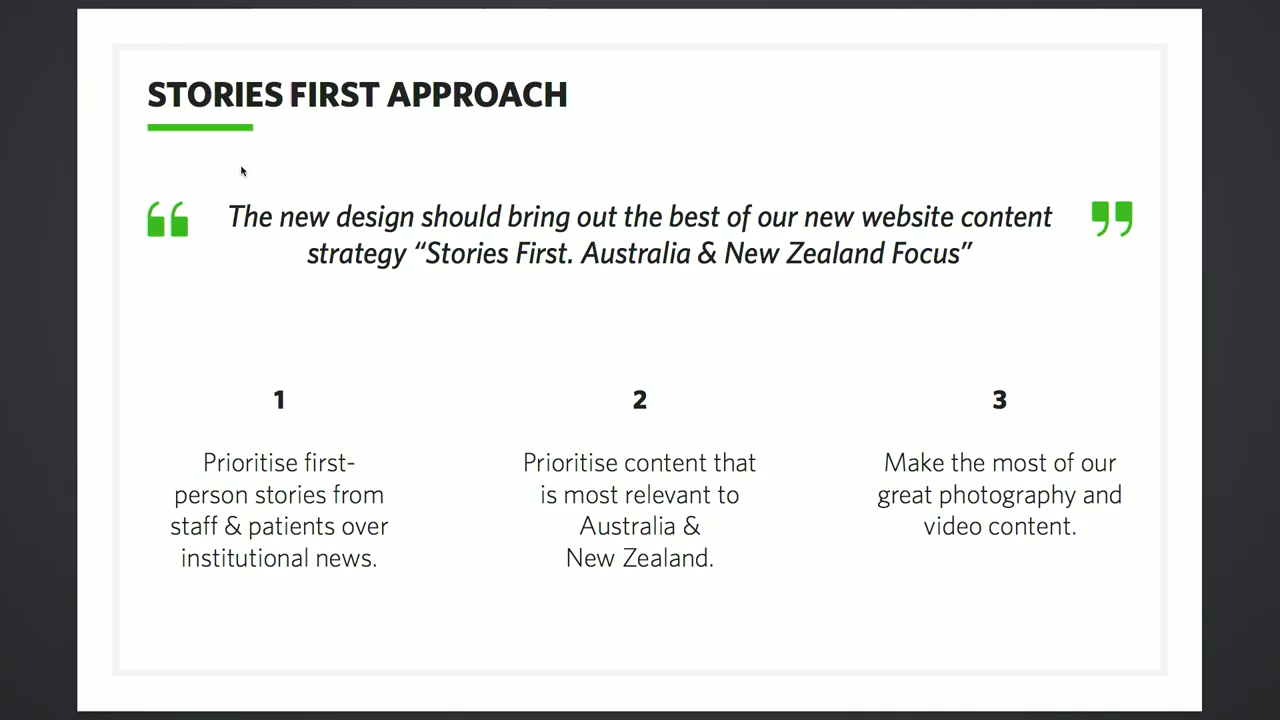 STORIES FIRST APPROACH
“ The new design should bring out the best of our new website content ”
strategy “Stories First. Australia & New Zealand Focus”
1
Prioritise first-
person stories from
staff & patients over
institutional news.
2
Prioritise content that
is most relevant to
Australia &
New Zealand.
3
Make the most of our
great photography and
video content.